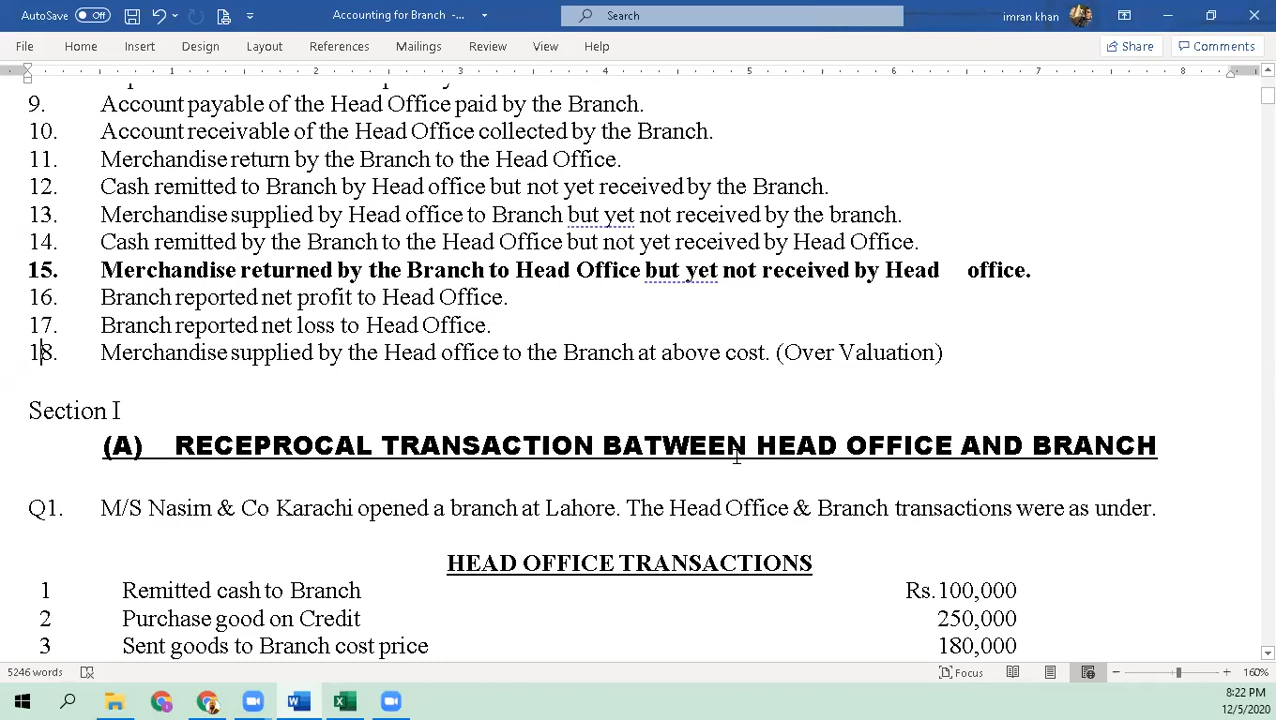 AutoSave Off Accounting for Branch -... Search imran khan
File Home Insert Design Layout References Mailings Review View Help Share Comments
1 2 3 4 5 6 7 8
9. Account payable of the Head Office paid by the Branch.
10. Account receivable of the Head Office collected by the Branch.
11. Merchandise return by the Branch to the Head Office.
12. Cash remitted to Branch by Head office but not yet received by the Branch.
13. Merchandise supplied by Head office to Branch but yet not received by the branch.
14. Cash remitted by the Branch to the Head Office but not yet received by Head Office.
15. Merchandise returned by the Branch to Head Office but yet not received by Head office.
16. Branch reported net profit to Head Office.
17. Branch reported net loss to Head Office.
18. Merchandise supplied by the Head office to the Branch at above cost. (Over Valuation)
Section I
(A) RECEPROCAL TRANSACTION BATWEEN HEAD OFFICE AND BRANCH
Q1. M/S Nasim & Co Karachi opened a branch at Lahore. The Head Office & Branch transactions were as under.
HEAD OFFICE TRANSACTIONS
1 Remitted cash to Branch Rs.100,000
2 Purchase good on Credit 250,000
3 Sent goods to Branch cost price 180,000
5246 words Focus 160%
8:22 PM
12/5/2020